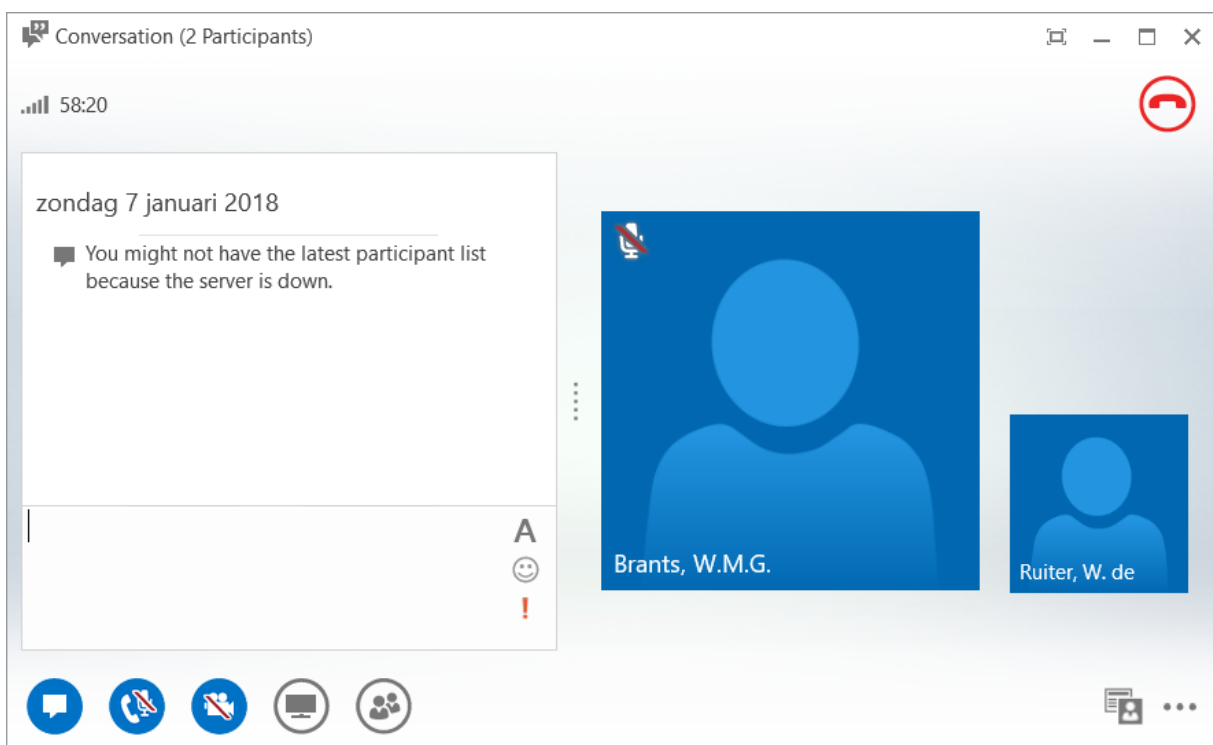 Conversation (2 Participants)
58:20
zondag 7 januari 2018
You might not have the latest participant list
because the server is down.
A
!
Brants, W.M.G.
Ruiter, W. de